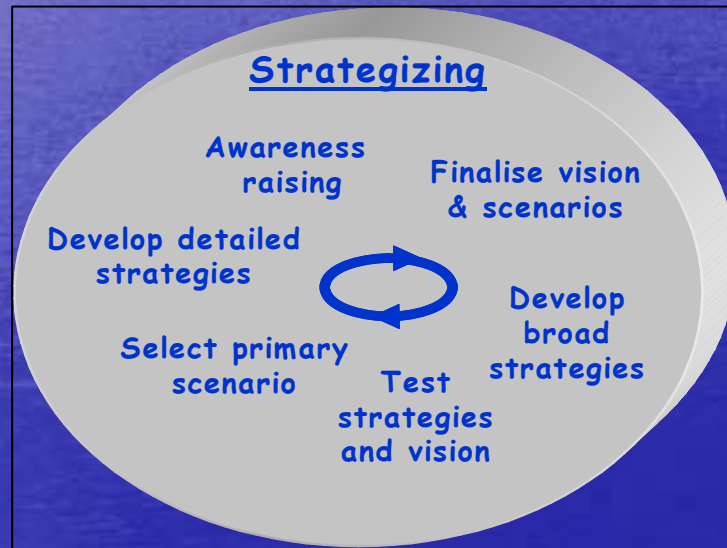 Strategizing
Awareness
raising
Finalise vision
& scenarios
Develop detailed
strategies
Develop
broad
strategies
Select primary
scenario
Test
strategies
and vision